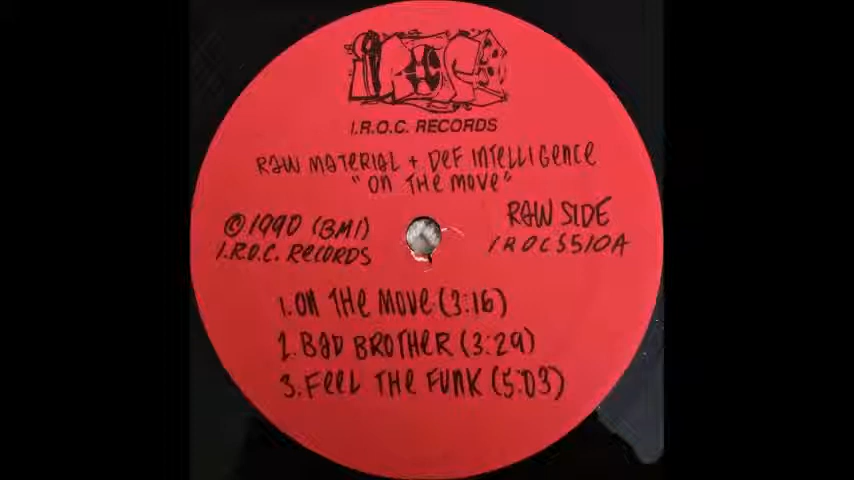 IROC
I.R.O.C. RECORDS
RAW MATERIAL + DEF INTELLIGENCE
"ON THE MOVE"
©1990 (BMI)
I.R.O.C. RECORDS
RAW SIDE
IROCS510A
1. ON THE MOVE (3:16)
2. BAD BROTHER (3:29)
3. FEEL THE FUNK (5:03)